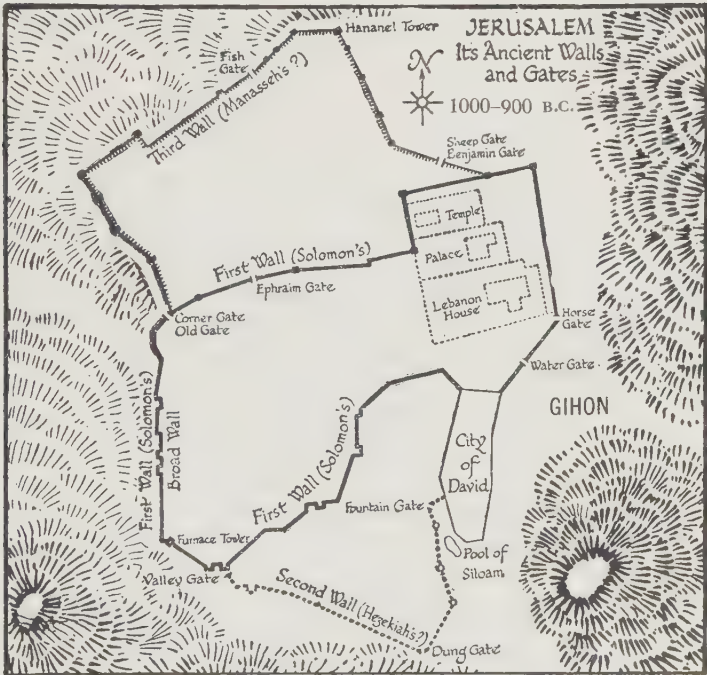 JERUSALEM
It's Ancient Walls
and Gates
1000–900 B.C.
N
Hananel Tower
Fish
Gate
Third Wall (Manasseh's ?)
Sheep Gate
Benjamin Gate
Temple
Palace
Lebanon
House
First Wall (Solomon's)
Ephraim Gate
Corner Gate
Old Gate
Horse
Gate
Water Gate
GIHON
First Wall (Solomon's)
Broad Wall
First Wall (Solomon's)
City
of
David
Fountain Gate
Furnace Tower
Valley Gate
Pool of
Siloam
Second Wall (Hesekiah's?)
Dung Gate